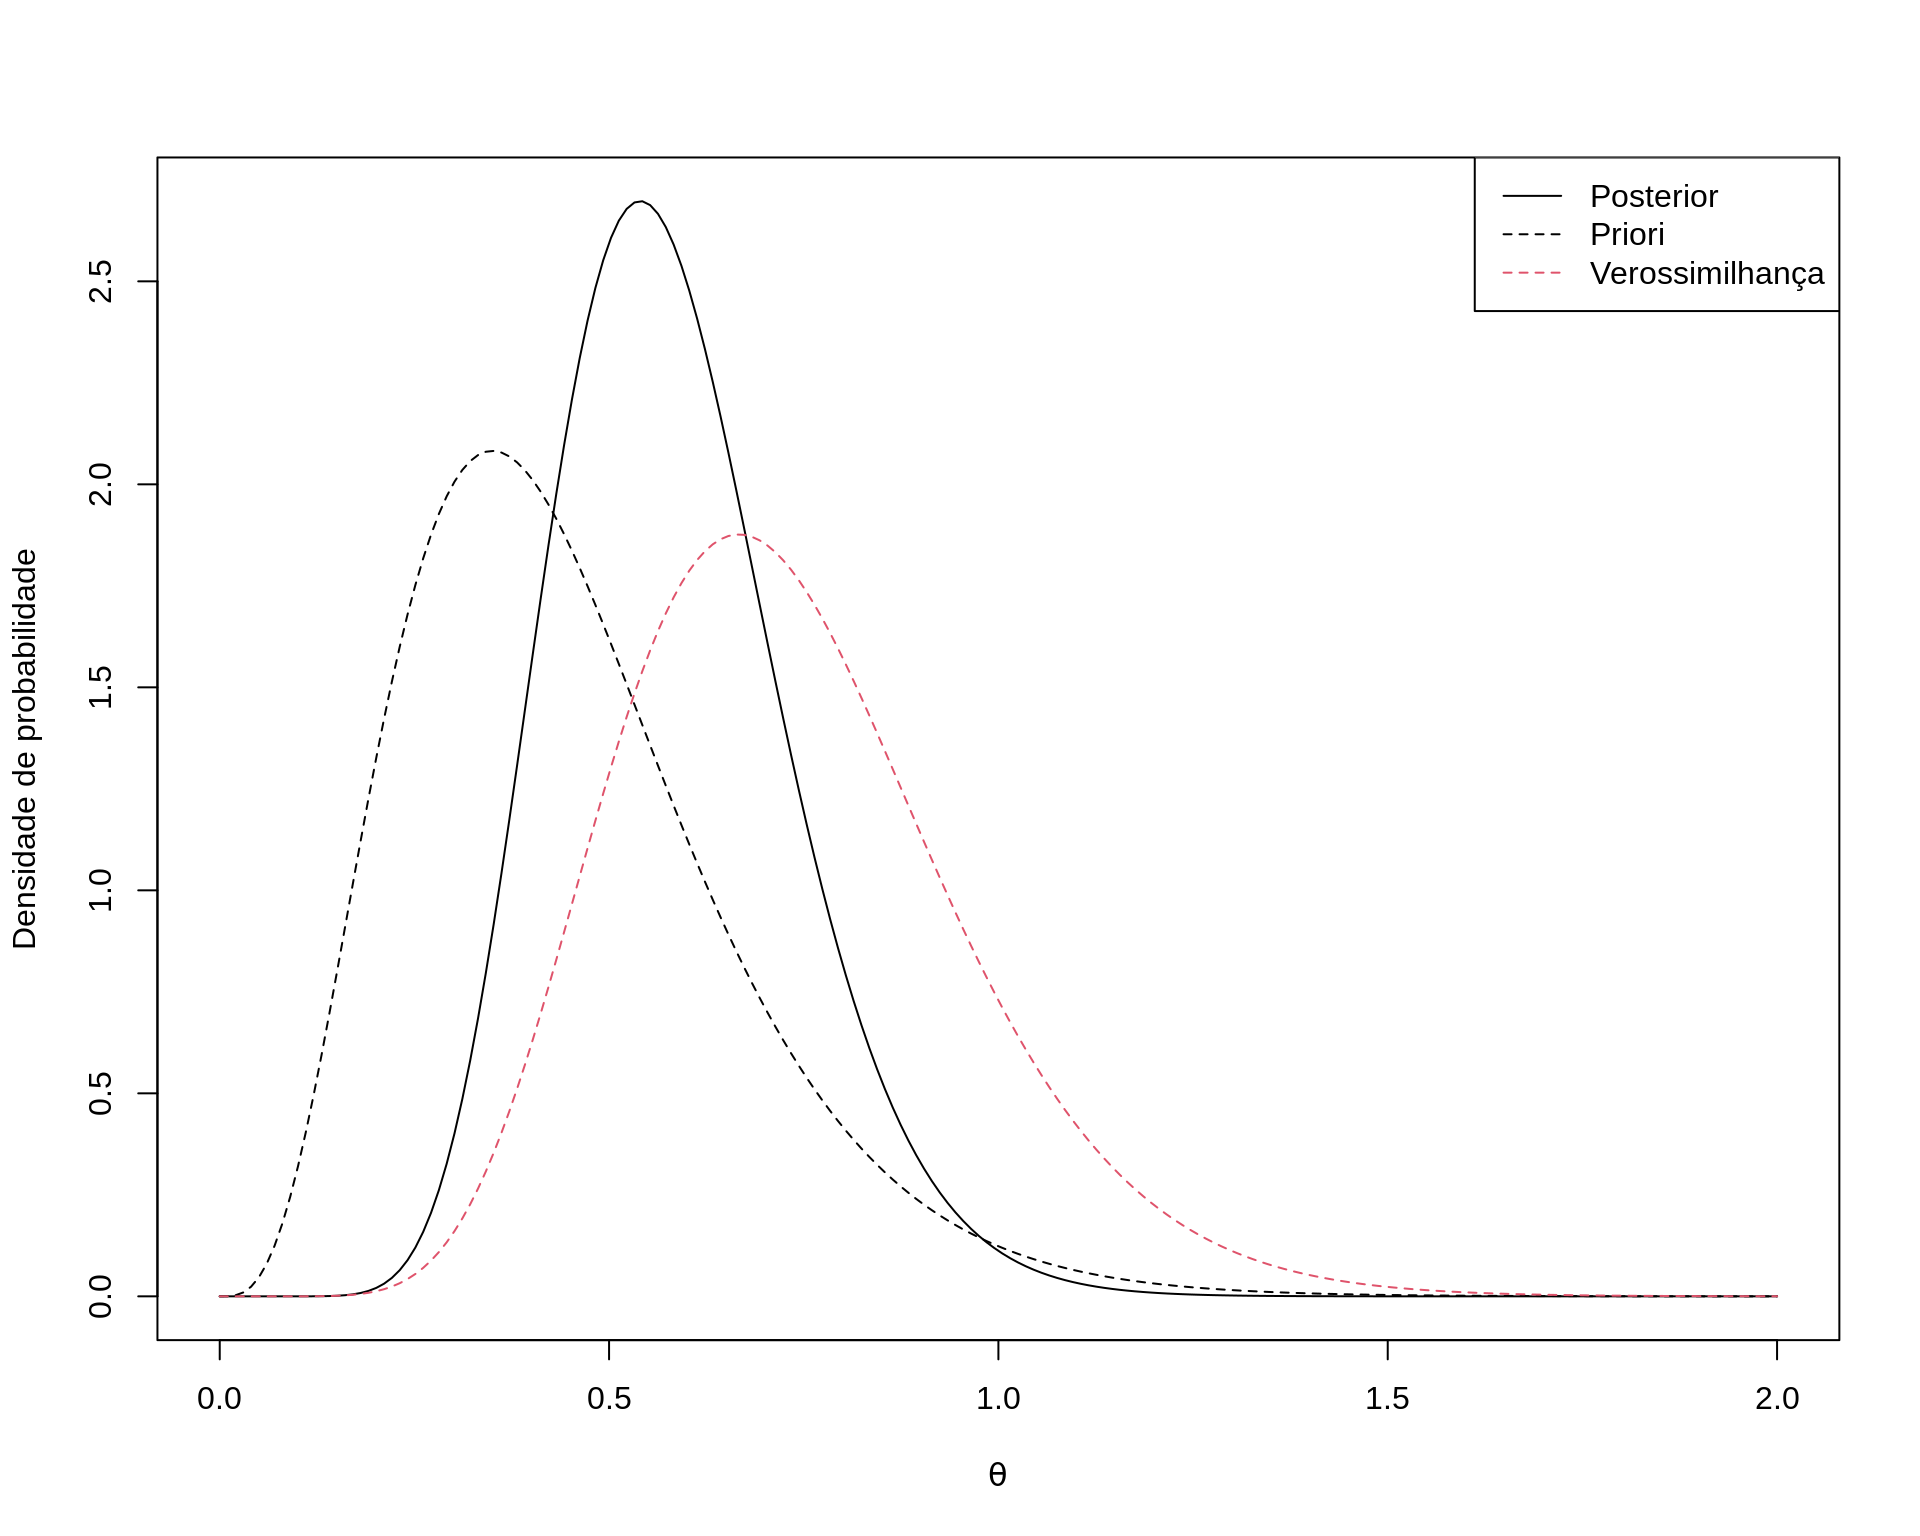 Posterior
Priori
Verossimilhança
Densidade de probabilidade
2.5
2.0
1.5
1.0
0.5
0.0
0.0 0.5 1.0 1.5 2.0
θ